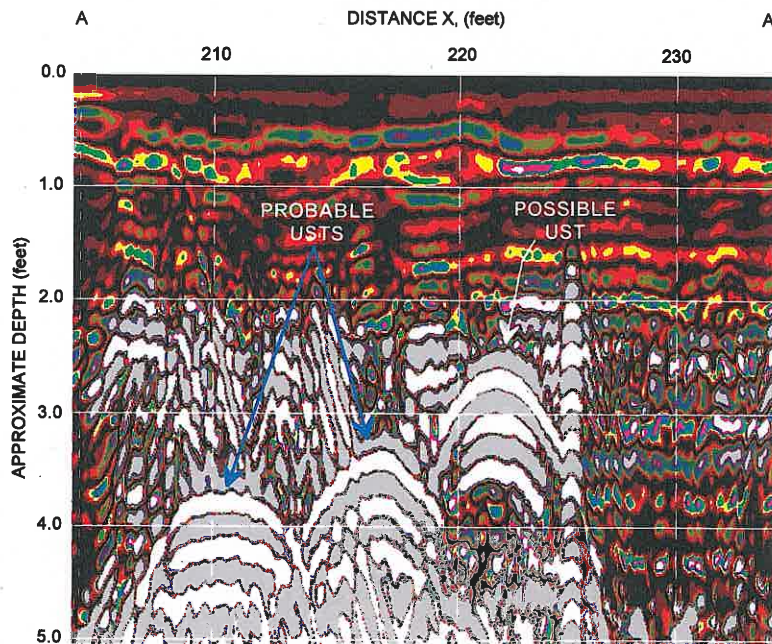 A DISTANCE X, (feet) A
210 220 230
0.0
1.0
PROBABLE
USTS
POSSIBLE
UST
2.0
3.0
4.0
5.0
APPROXIMATE DEPTH (feet)